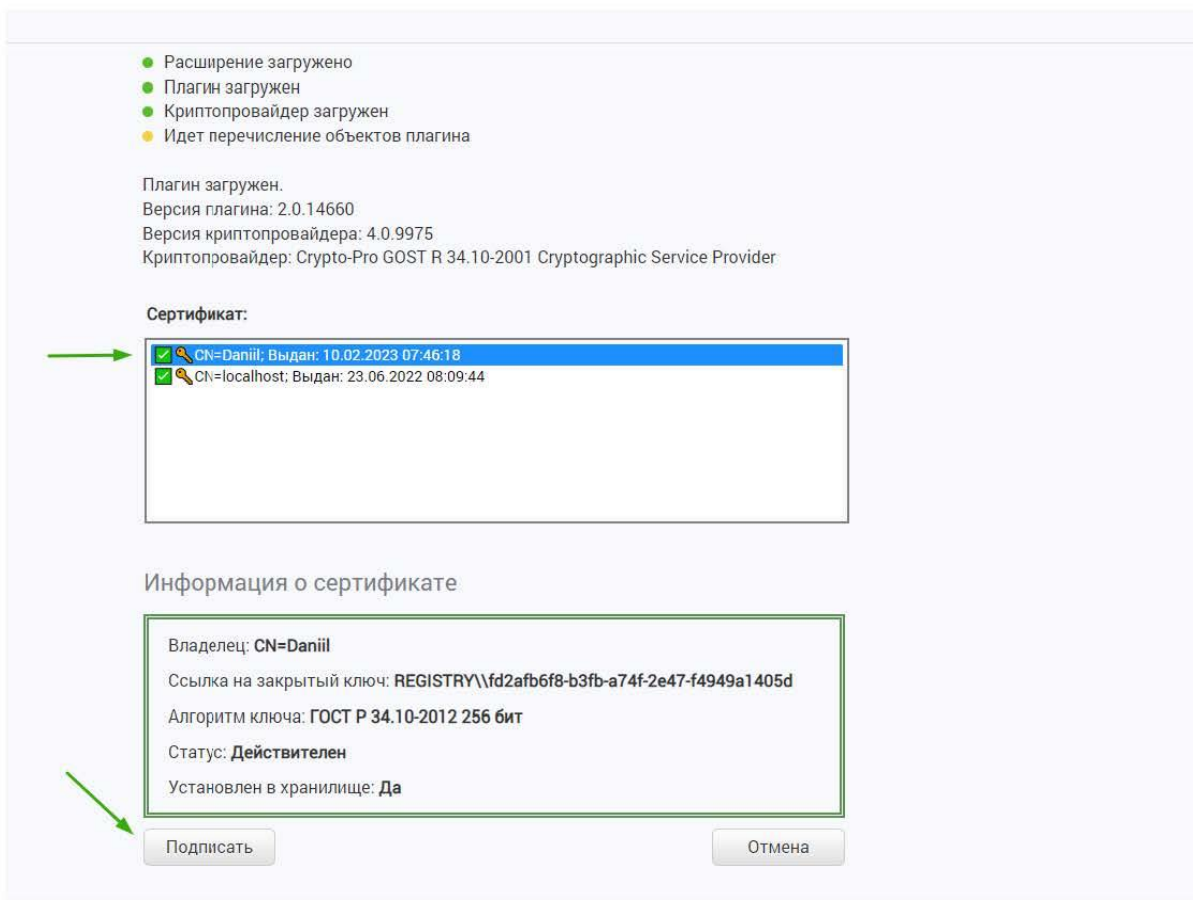 Расширение загружено
Плагин загружен
Криптопровайдер загружен
Идет перечисление объектов плагина
Плагин загружен.
Версия плагина: 2.0.14660
Версия криптопровайдера: 4.0.9975
Криптопровайдер: Crypto-Pro GOST R 34.10-2001 Cryptographic Service Provider
Сертификат:
CN=Daniil; Выдан: 10.02.2023 07:46:18
CN=localhost; Выдан: 23.06.2022 08:09:44
Информация о сертификате
Владелец: CN=Daniil
Ссылка на закрытый ключ: REGISTRY\\fd2afb6f8-b3fb-a74f-2e47-f4949a1405d
Алгоритм ключа: ГОСТ Р 34.10-2012 256 бит
Статус: Действителен
Установлен в хранилище: Да
Подписать Отмена